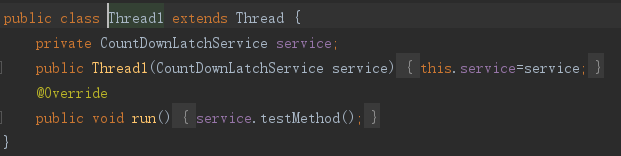 public class Thread1 extends Thread {
private CountDownLatchService service;
public Thread1(CountDownLatchService service) { this.service=service; }
@Override
public void run() { service.testMethod(); }
}